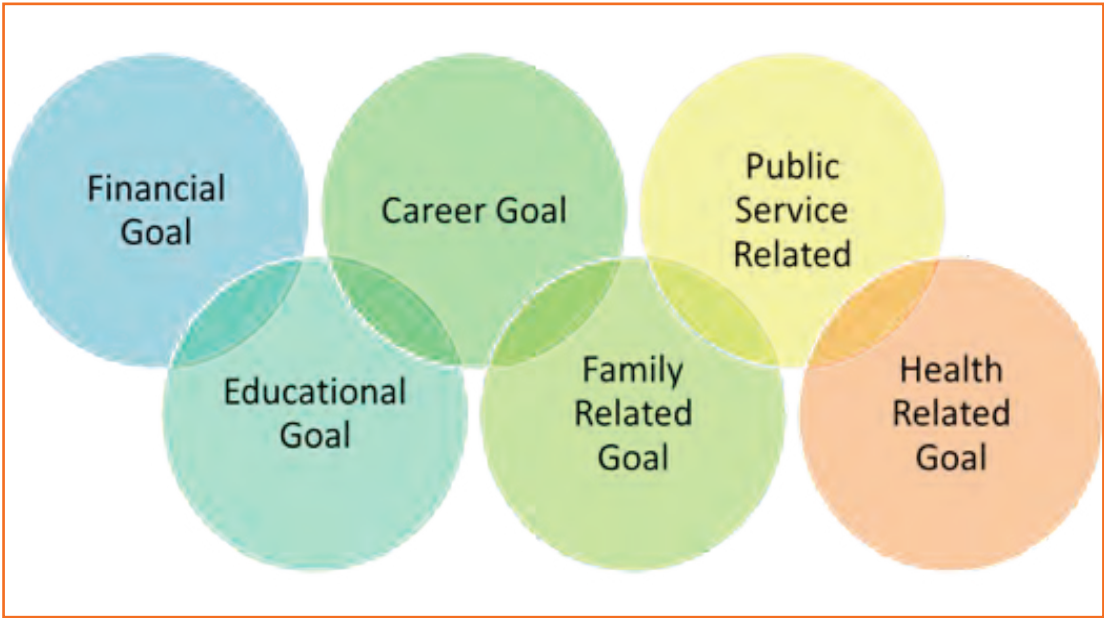 Financial
Goal
Career Goal
Public
Service
Related
Educational
Goal
Family
Related
Goal
Health
Related
Goal